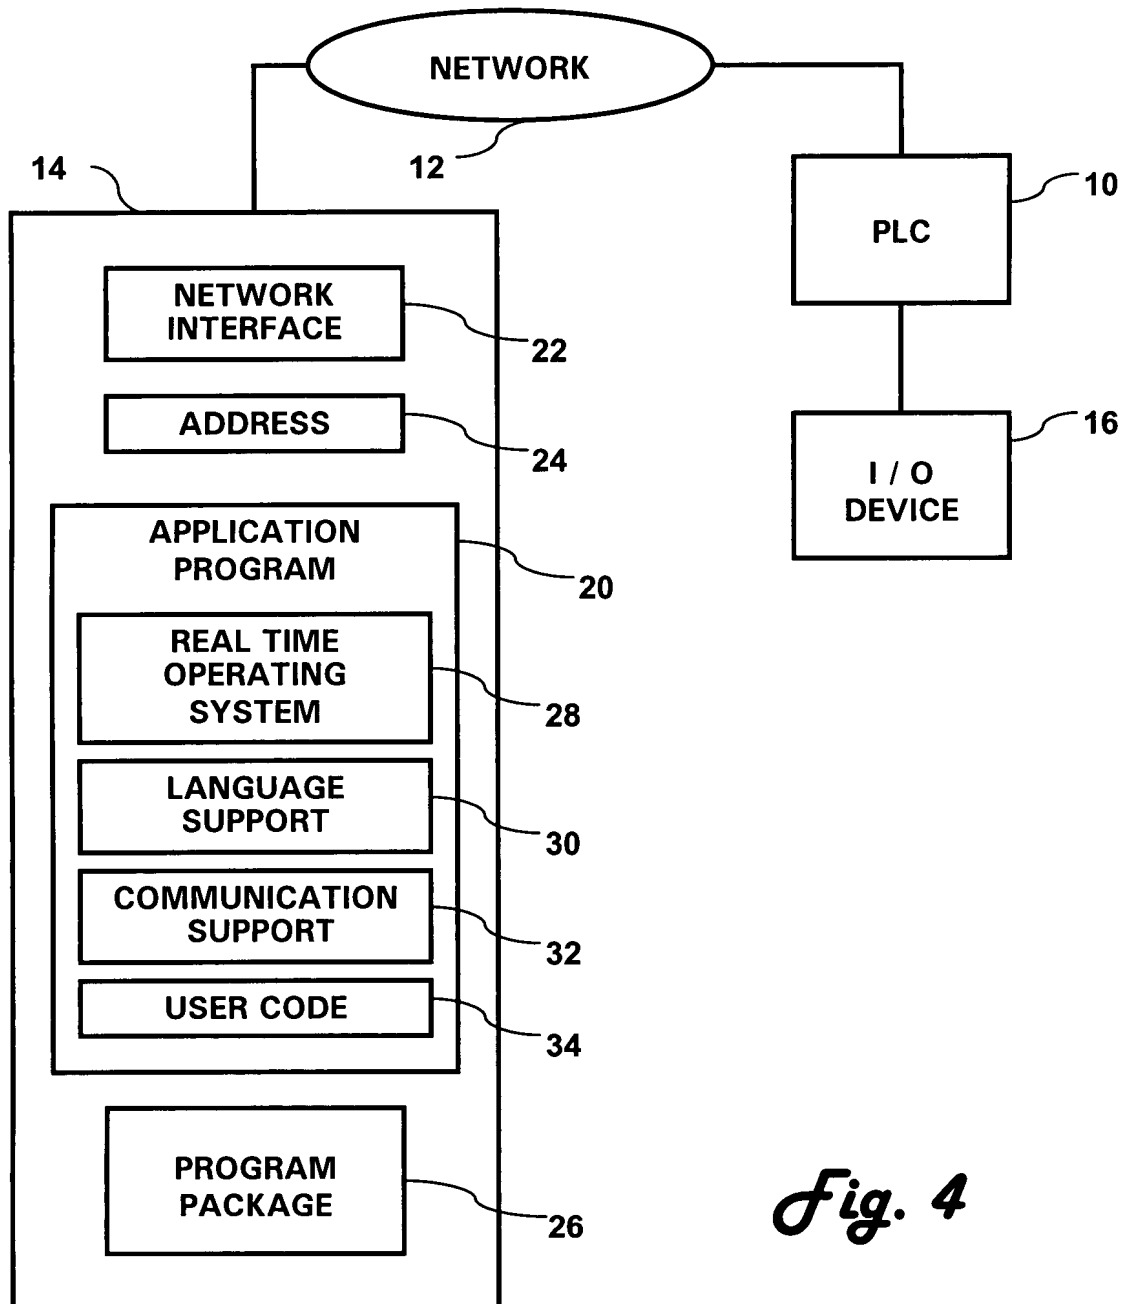 NETWORK
12
14
10
PLC
NETWORK
INTERFACE
22
ADDRESS
24
16
I / O
DEVICE
APPLICATION
PROGRAM
20
REAL TIME
OPERATING
SYSTEM
28
LANGUAGE
SUPPORT
30
COMMUNICATION
SUPPORT
32
USER CODE
34
PROGRAM
PACKAGE
26
Fig. 4